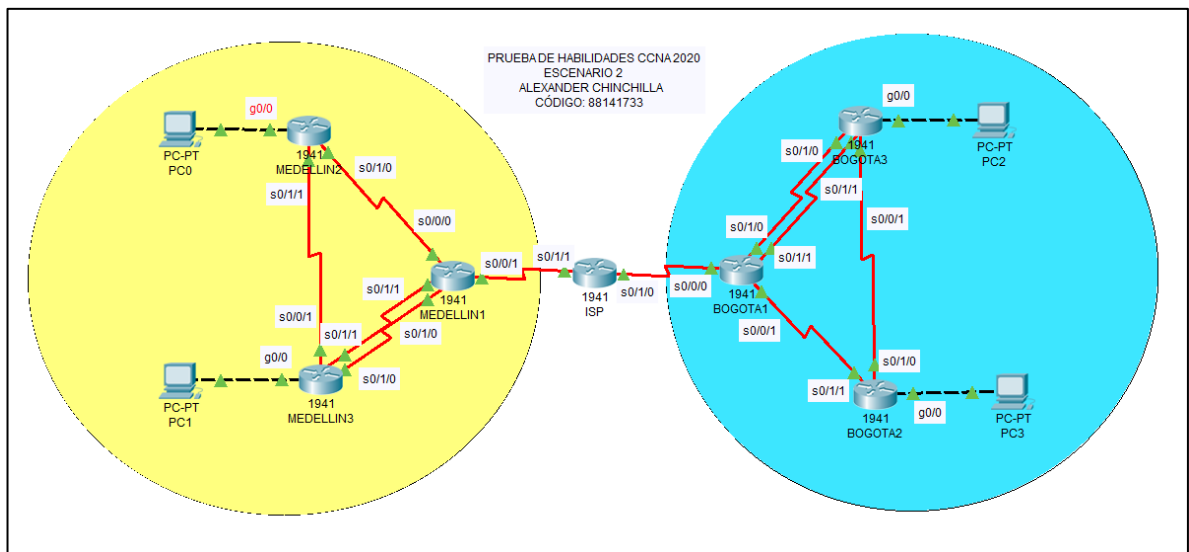 PRUEBA DE HABILIDADES CCNA 2020
ESCENARIO 2
ALEXANDER CHINCHILLA
CÓDIGO: 88141733
g0/0
PC-PT
PC0
1941
MEDELLIN2
s0/1/0
s0/1/1
s0/0/0
s0/0/1
1941
MEDELLIN1
s0/1/1
s0/1/0
s0/0/1
s0/1/1
s0/1/0
g0/0
PC-PT
PC1
1941
MEDELLIN3
s0/1/1
1941
ISP
s0/1/0
s0/0/0
1941
BOGOTA1
s0/1/0
s0/1/1
s0/0/1
s0/1/0
s0/1/1
s0/0/1
1941
BOGOTA3
g0/0
PC-PT
PC2
s0/1/0
s0/1/1
1941
BOGOTA2
g0/0
PC-PT
PC3